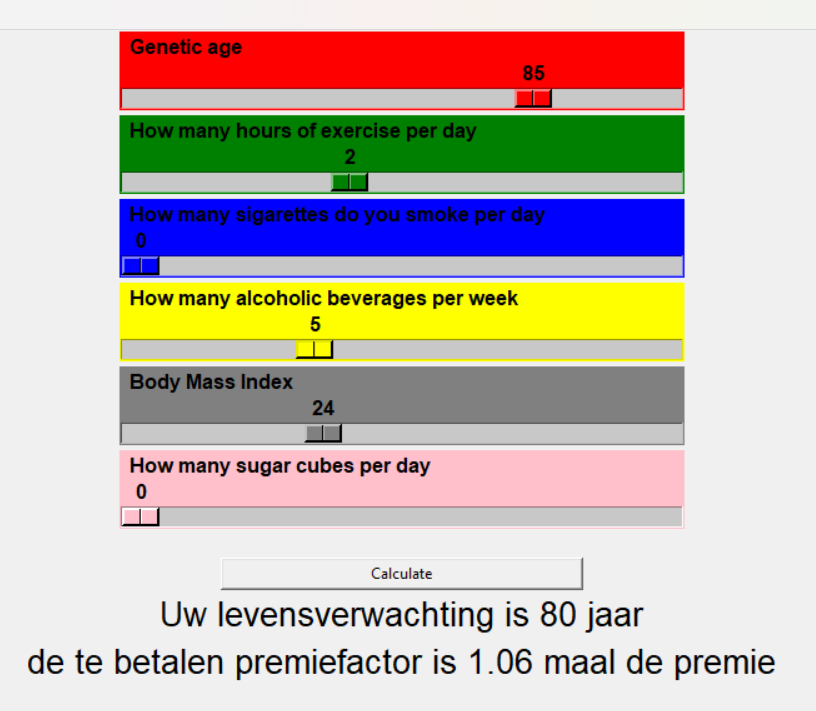 Genetic age
85
How many hours of exercise per day
2
How many sigarettes do you smoke per day
0
How many alcoholic beverages per week
5
Body Mass Index
24
How many sugar cubes per day
0
Calculate
Uw levensverwachting is 80 jaar
de te betalen premiefactor is 1.06 maal de premie